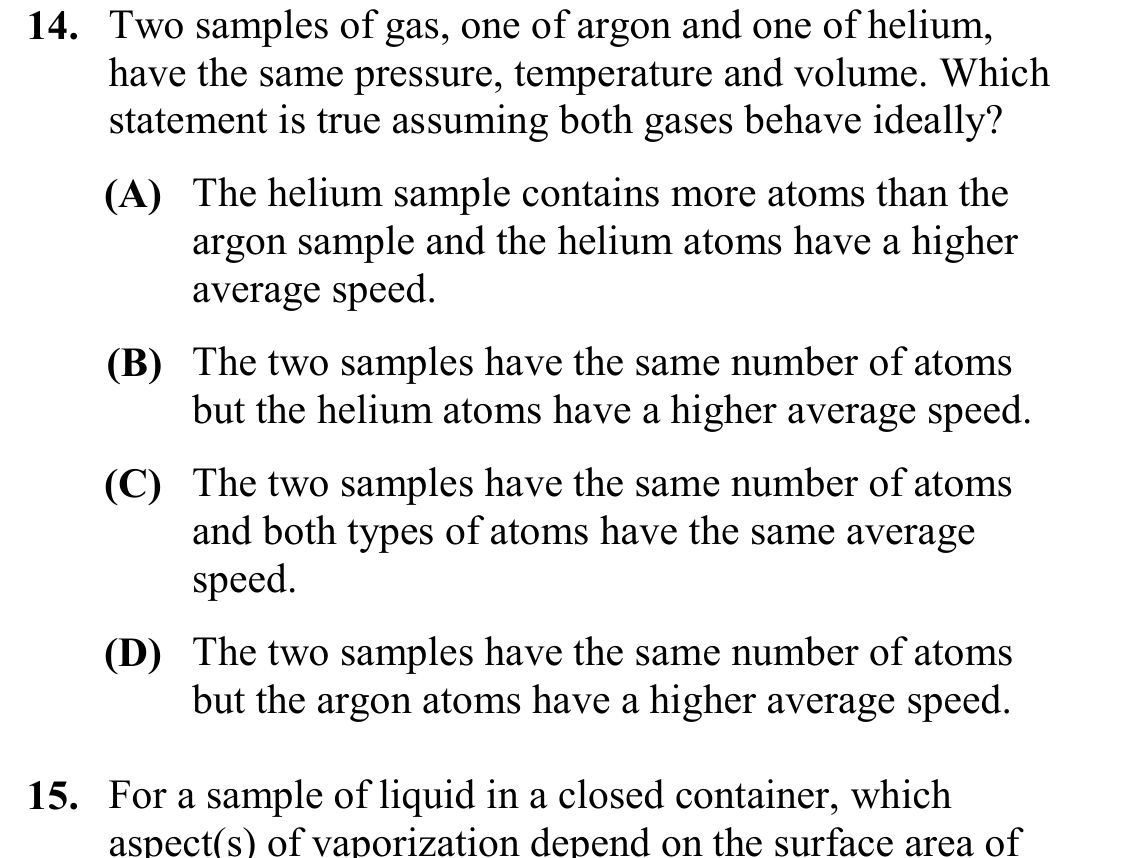 14. Two samples of gas, one of argon and one of helium,
have the same pressure, temperature and volume. Which
statement is true assuming both gases behave ideally?
(A) The helium sample contains more atoms than the
argon sample and the helium atoms have a higher
average speed.
(B) The two samples have the same number of atoms
but the helium atoms have a higher average speed.
(C) The two samples have the same number of atoms
and both types of atoms have the same average
speed.
(D) The two samples have the same number of atoms
but the argon atoms have a higher average speed.
15. For a sample of liquid in a closed container, which
aspect(s) of vaporization depend on the surface area of